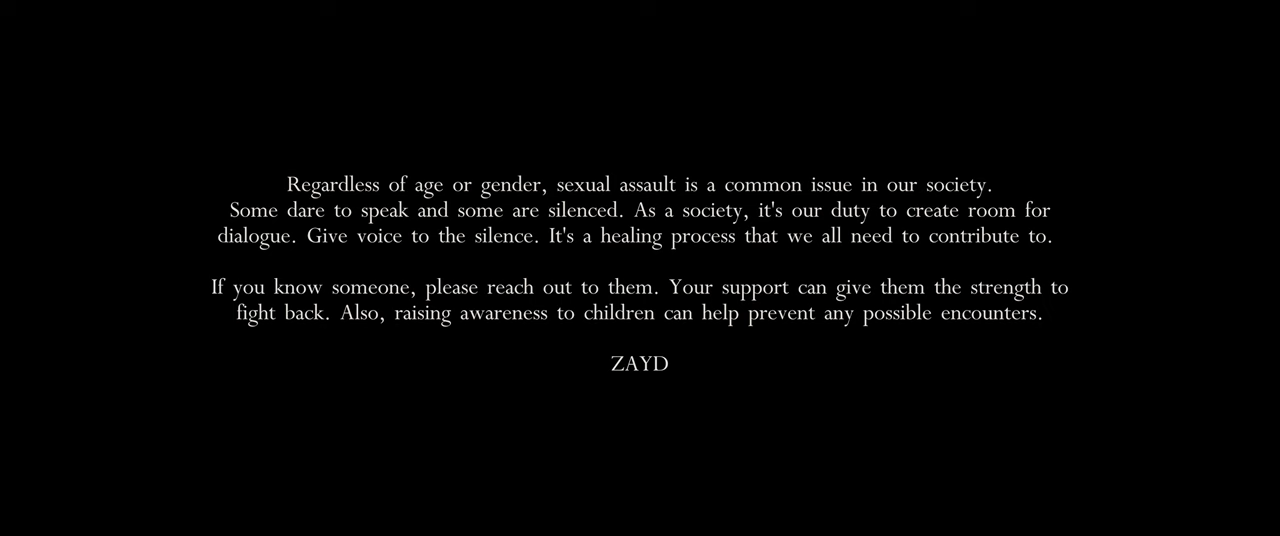 Regardless of age or gender, sexual assault is a common issue in our society.
Some dare to speak and some are silenced. As a society, it's our duty to create room for
dialogue. Give voice to the silence. It's a healing process that we all need to contribute to.
If you know someone, please reach out to them. Your support can give them the strength to
fight back. Also, raising awareness to children can help prevent any possible encounters.
ZAYD